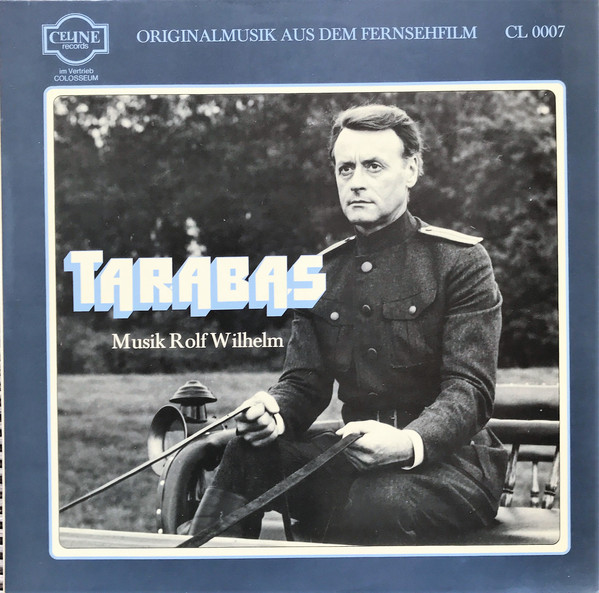 CELINE
records
im Vertrieb
COLOSSEUM
ORIGINALMUSIK AUS DEM FERNSEHFILM
CL 0007
TARABAS
Musik Rolf Wilhelm